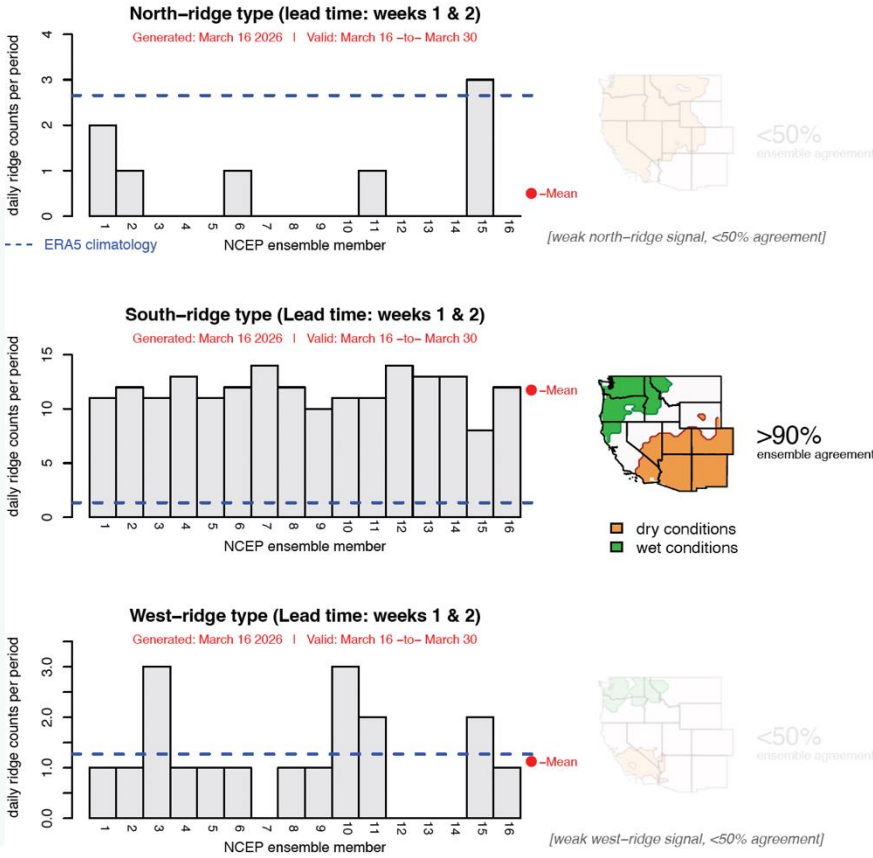 North–ridge type (lead time: weeks 1 & 2)
Generated: March 16 2026 | Valid: March 16 –to– March 30
daily ridge counts per period
4
3
2
1
0
1 2 3 4 5 6 7 8 9 10 11 12 13 14 15 16
NCEP ensemble member
ERA5 climatology
–Mean
<50%
ensemble agreement
[weak north–ridge signal, <50% agreement]
South–ridge type (Lead time: weeks 1 & 2)
Generated: March 16 2026 | Valid: March 16 –to– March 30
daily ridge counts per period
15
10
5
0
1 2 3 4 5 6 7 8 9 10 11 12 13 14 15 16
NCEP ensemble member
–Mean
>90%
ensemble agreement
dry conditions
wet conditions
West–ridge type (Lead time: weeks 1 & 2)
Generated: March 16 2026 | Valid: March 16 –to– March 30
daily ridge counts per period
3.0
2.0
1.0
0.0
1 2 3 4 5 6 7 8 9 10 11 12 13 14 15 16
NCEP ensemble member
–Mean
<50%
ensemble agreement
[weak west–ridge signal, <50% agreement]